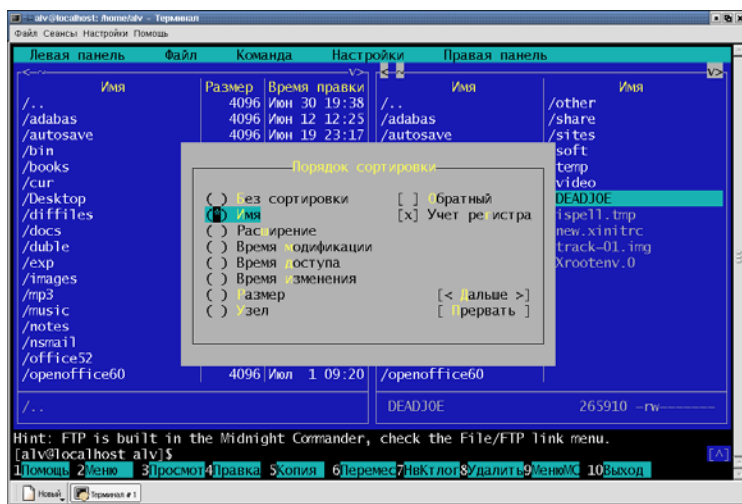 alv@localhost: /home/alv - Терминал
Файл Сеансы Настройки Помощь
Левая панель Файл Команда Настройки Правая панель
Имя Размер Время правки Имя Имя
/.. 4096 Июн 30 19:38 /.. /other
/adabas 4096 Июн 12 12:25 /adabas /share
/autosave 4096 Июн 19 23:17 /autosave /sites
/bin soft
/books Порядок сортировки temp
/cur video
/Desktop ( ) Без сортировки [ ] Обратный DEADJOE
/diffiles (*) Имя [x] Учет регистра ispell.tmp
/docs ( ) Расширение new.xinitrc
/duble ( ) Время модификации track-01.img
/exp ( ) Время доступа Xrootenv.0
/images ( ) Время изменения
/mp3 ( ) Размер [< Дальше >]
/music ( ) Узел [ Прервать ]
/notes
/nsmail
/office52
/openoffice60 4096 Июл 1 09:20 /openoffice60
/.. DEADJOE 265910 -rw-------
Hint: FTP is built in the Midnight Commander, check the File/FTP link menu.
[alv@localhost alv]$ [^]
1Помощь 2Меню 3Просмот 4Правка 5Копия 6Перемес 7НвКтлог 8Удалить 9МенюМС 10Выход
Новый Терминал # 1